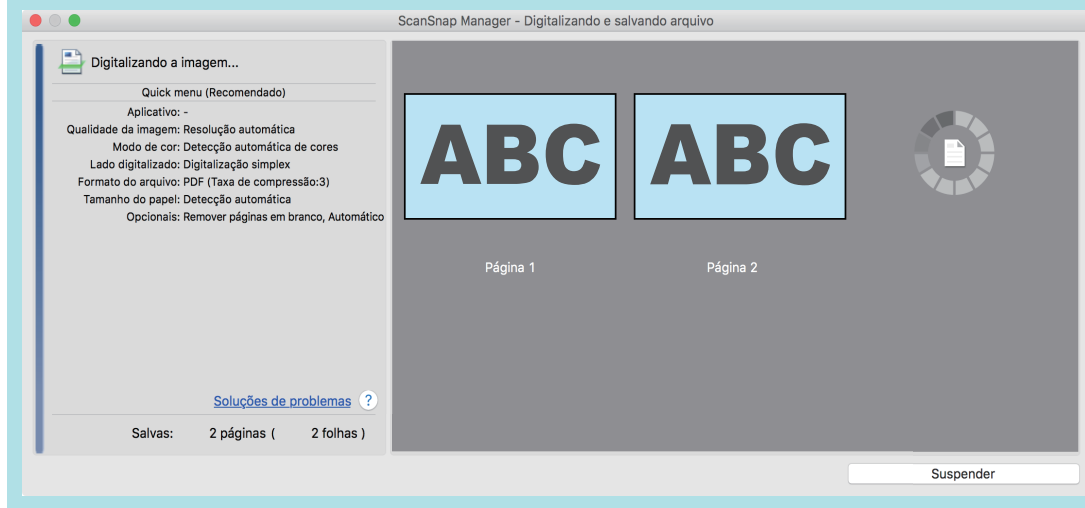 ScanSnap Manager - Digitalizando e salvando arquivo
Digitalizando a imagem...
Quick menu (Recomendado)
Aplicativo: -
Qualidade da imagem: Resolução automática
Modo de cor: Detecção automática de cores
Lado digitalizado: Digitalização simplex
Formato do arquivo: PDF (Taxa de compressão:3)
Tamanho do papel: Detecção automática
Opcionais: Remover páginas em branco, Automático
Soluções de problemas ?
Salvas: 2 páginas ( 2 folhas )
ABC
ABC
Página 1
Página 2
Suspender